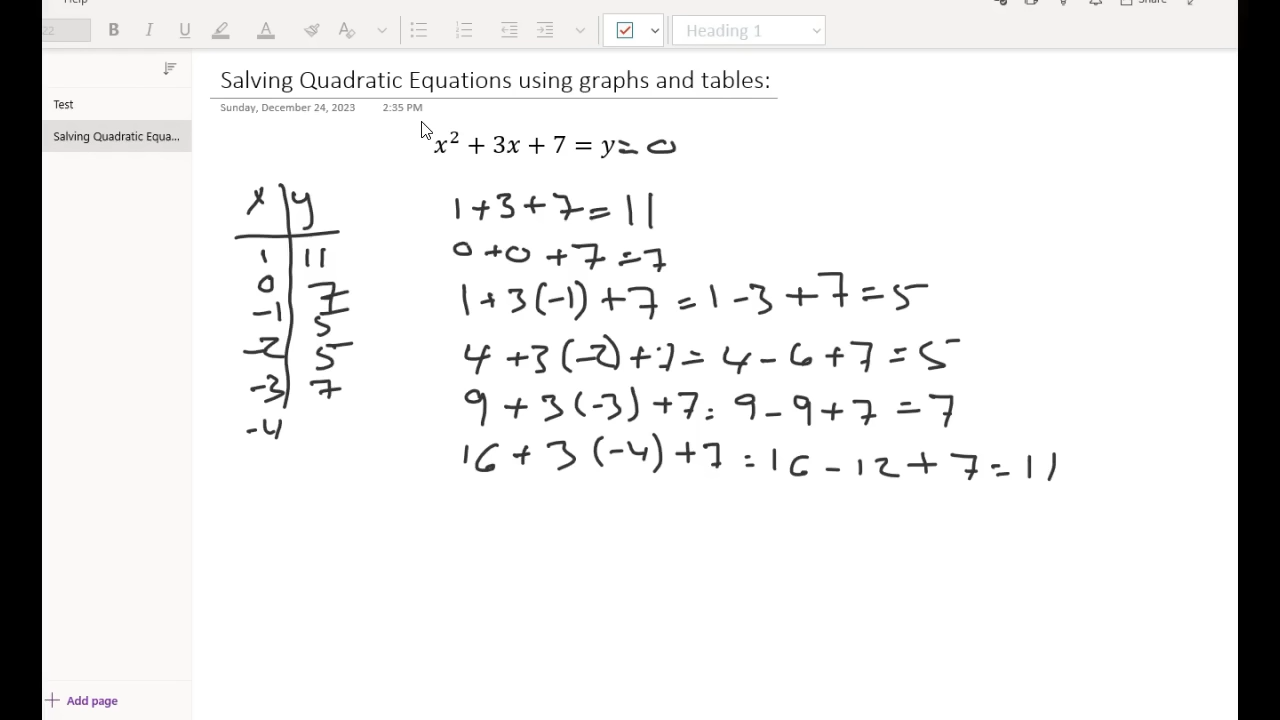 Help
22 B I U A A Heading 1
Share
Salving Quadratic Equations using graphs and tables:
Sunday, December 24, 2023 2:35 PM
Test
Salving Quadratic Equa...
x² + 3x + 7 = y = 0
x y
1 11
0 7
-1 5
-2 5
-3 7
-4
1 + 3 + 7 = 11
0 + 0 + 7 = 7
1 + 3(-1) + 7 = 1 - 3 + 7 = 5
4 + 3(-2) + 7 = 4 - 6 + 7 = 5
9 + 3(-3) + 7 = 9 - 9 + 7 = 7
16 + 3(-4) + 7 = 16 - 12 + 7 = 11
+ Add page